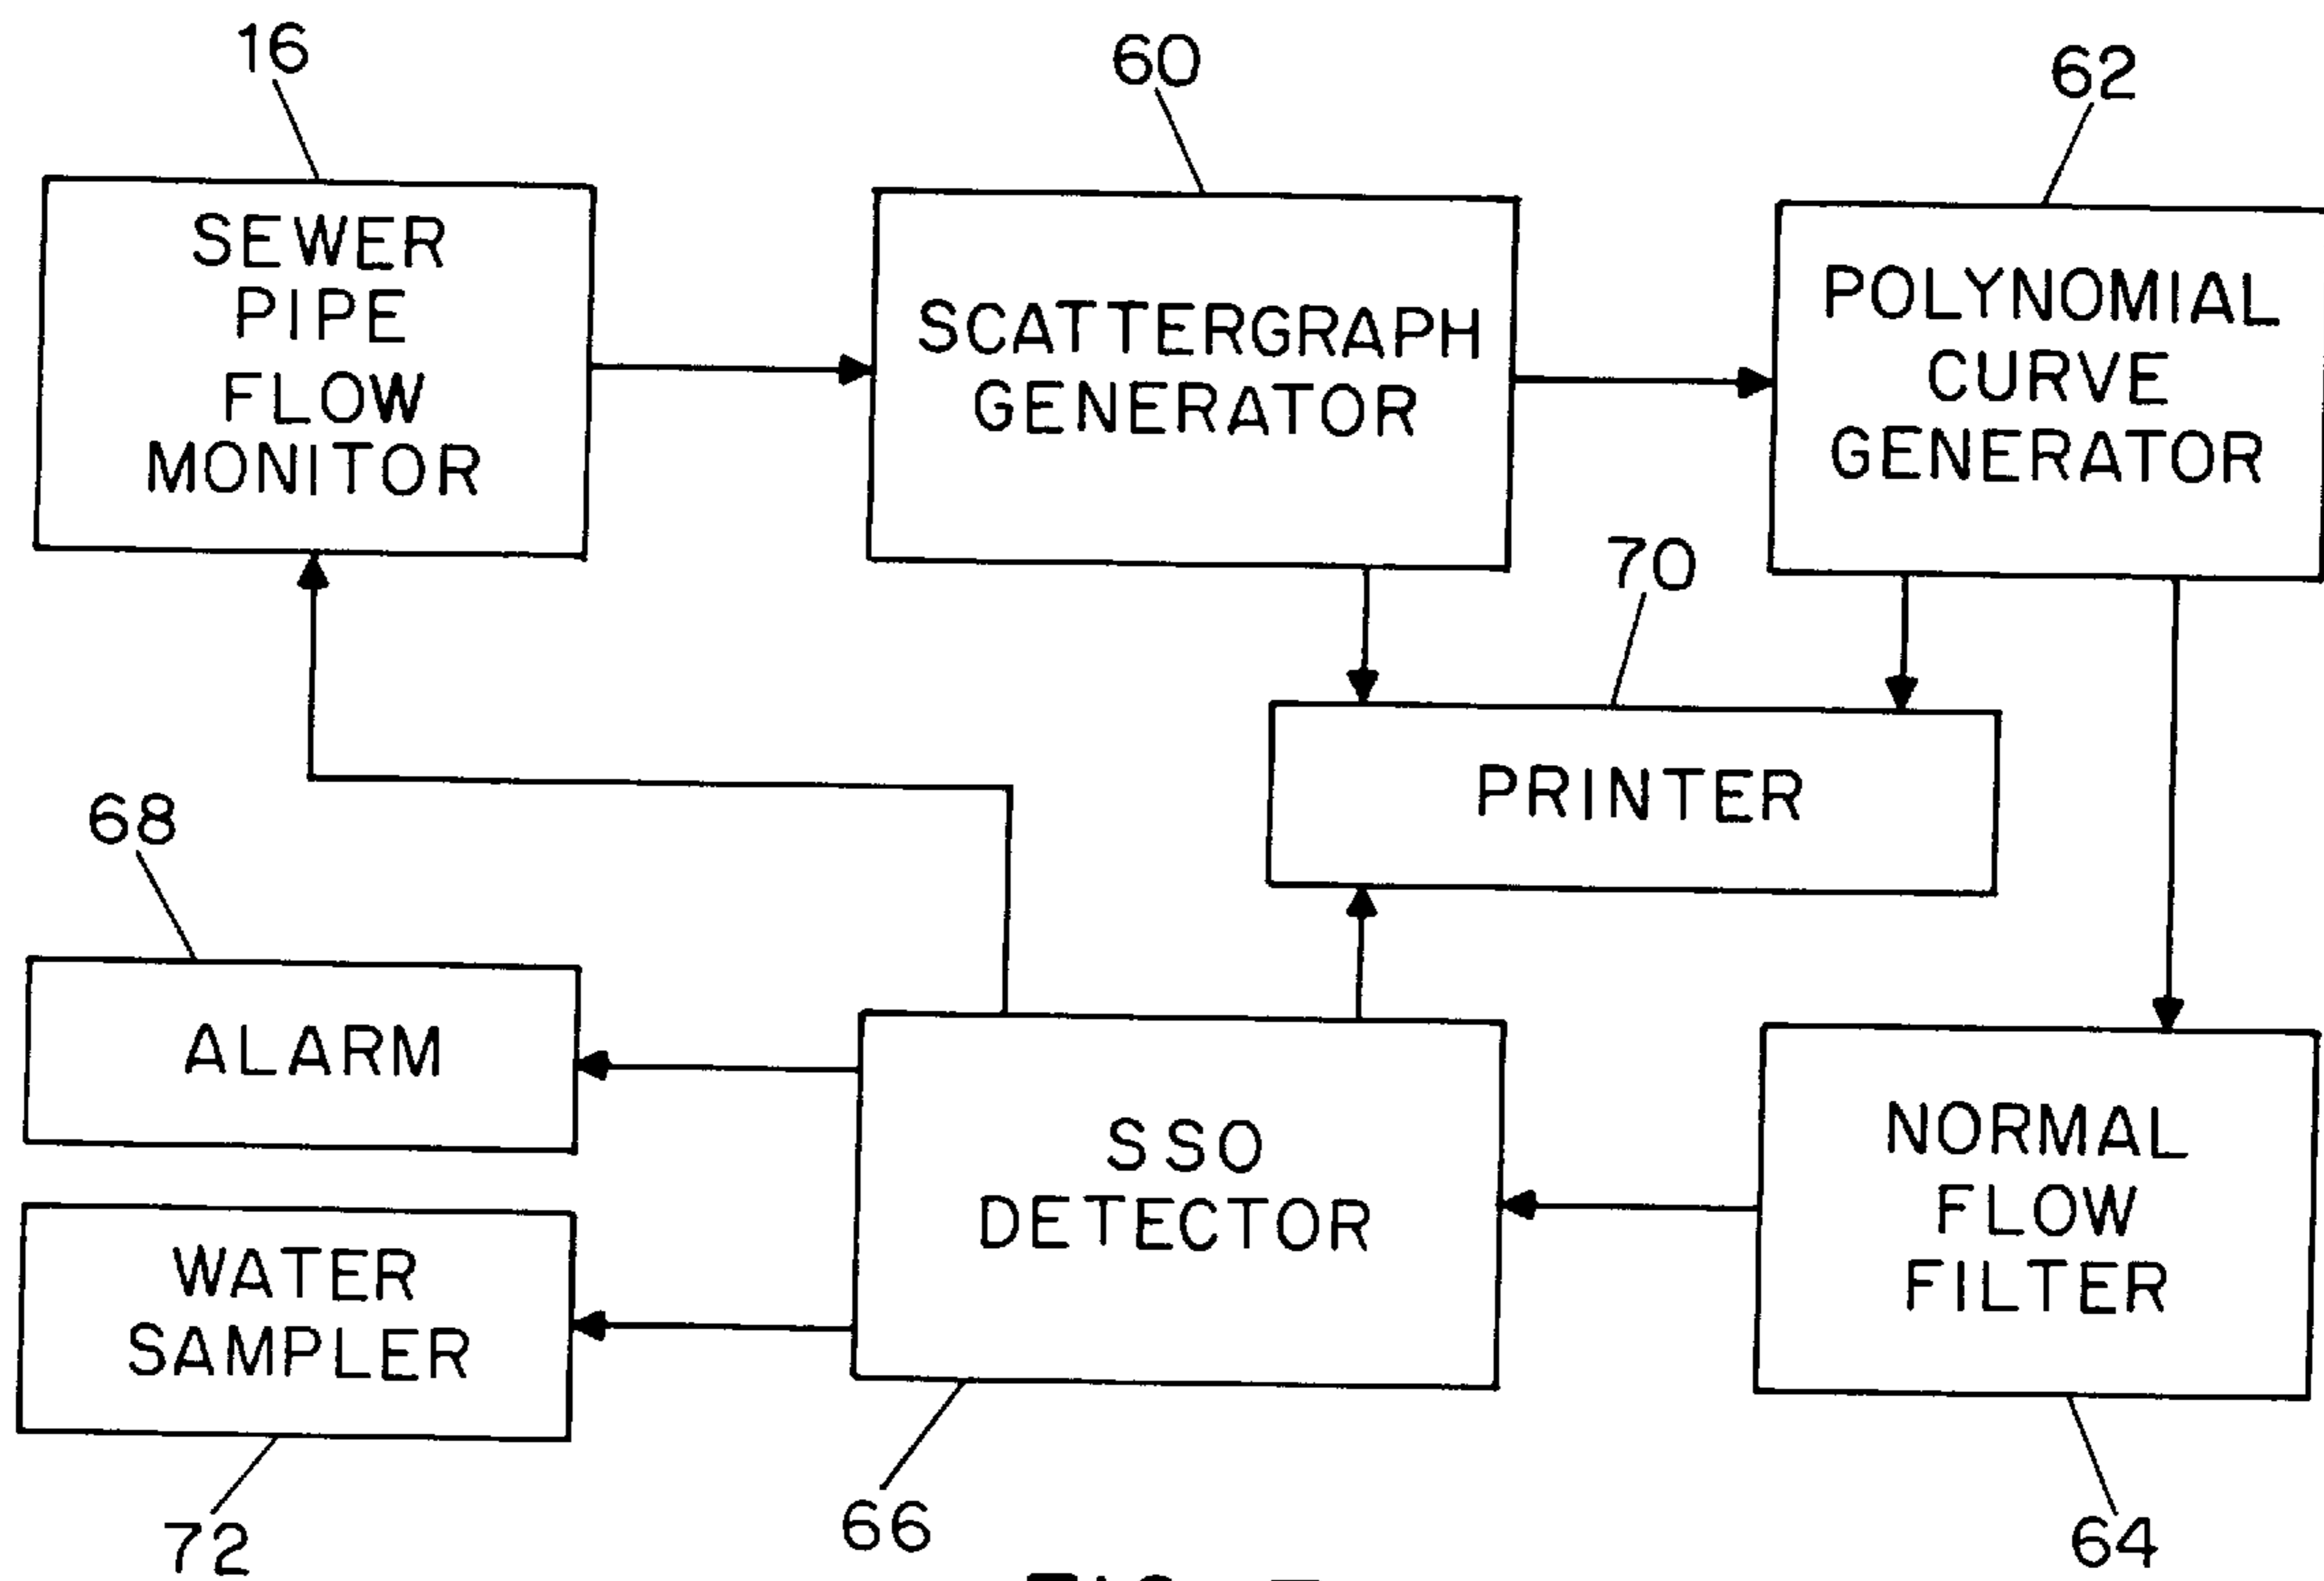 16
60
62
SEWER
PIPE
FLOW
MONITOR
SCATTERGRAPH
GENERATOR
POLYNOMIAL
CURVE
GENERATOR
70
PRINTER
68
ALARM
SSO
DETECTOR
NORMAL
FLOW
FILTER
WATER
SAMPLER
72
66
64